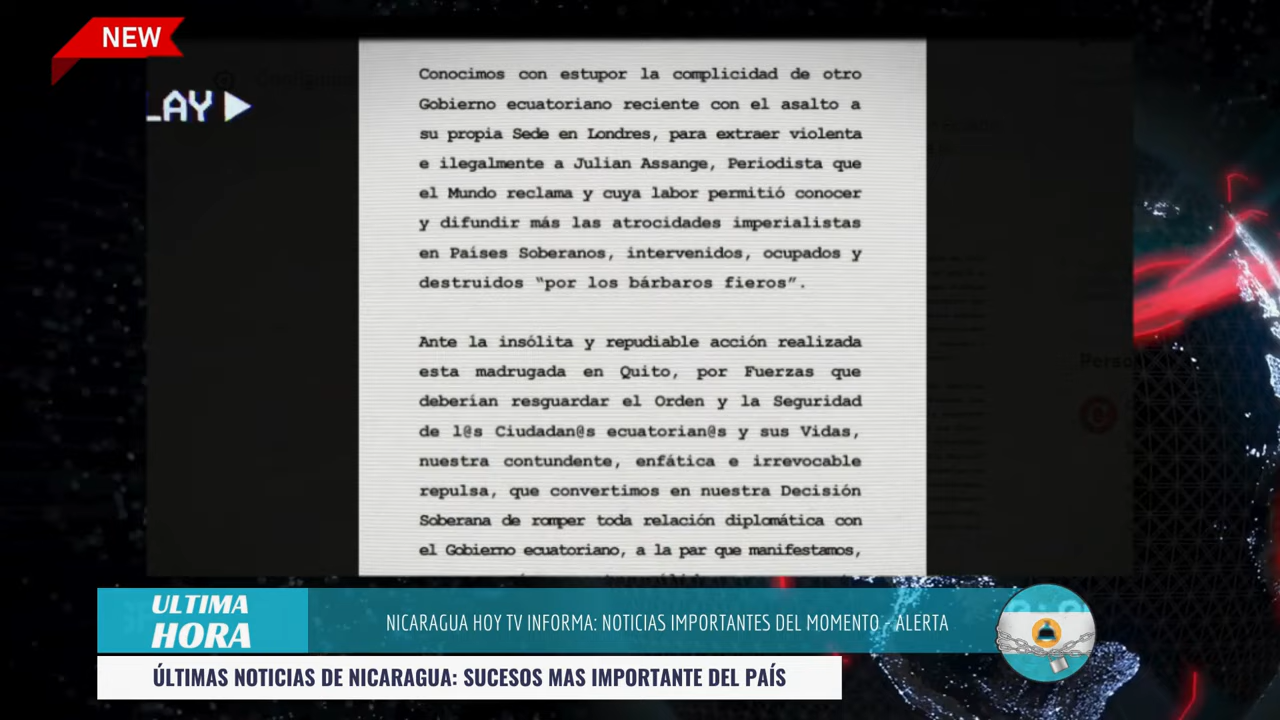 NEW
LAY
Conocimos con estupor la complicidad de otro
Gobierno ecuatoriano reciente con el asalto a
su propia Sede en Londres, para extraer violenta
e ilegalmente a Julian Assange, Periodista que
el Mundo reclama y cuya labor permitió conocer
y difundir más las atrocidades imperialistas
en Países Soberanos, intervenidos, ocupados y
destruidos “por los bárbaros fieros”.
Ante la insólita y repudiable acción realizada
esta madrugada en Quito, por Fuerzas que
deberían resguardar el Orden y la Seguridad
de l@s Ciudadan@s ecuatorian@s y sus Vidas,
nuestra contundente, enfática e irrevocable
repulsa, que convertimos en nuestra Decisión
Soberana de romper toda relación diplomática con
el Gobierno ecuatoriano, a la par que manifestamos,
ULTIMA
HORA
NICARAGUA HOY TV INFORMA: NOTICIAS IMPORTANTES DEL MOMENTO - ALERTA
ÚLTIMAS NOTICIAS DE NICARAGUA: SUCESOS MAS IMPORTANTE DEL PAÍS